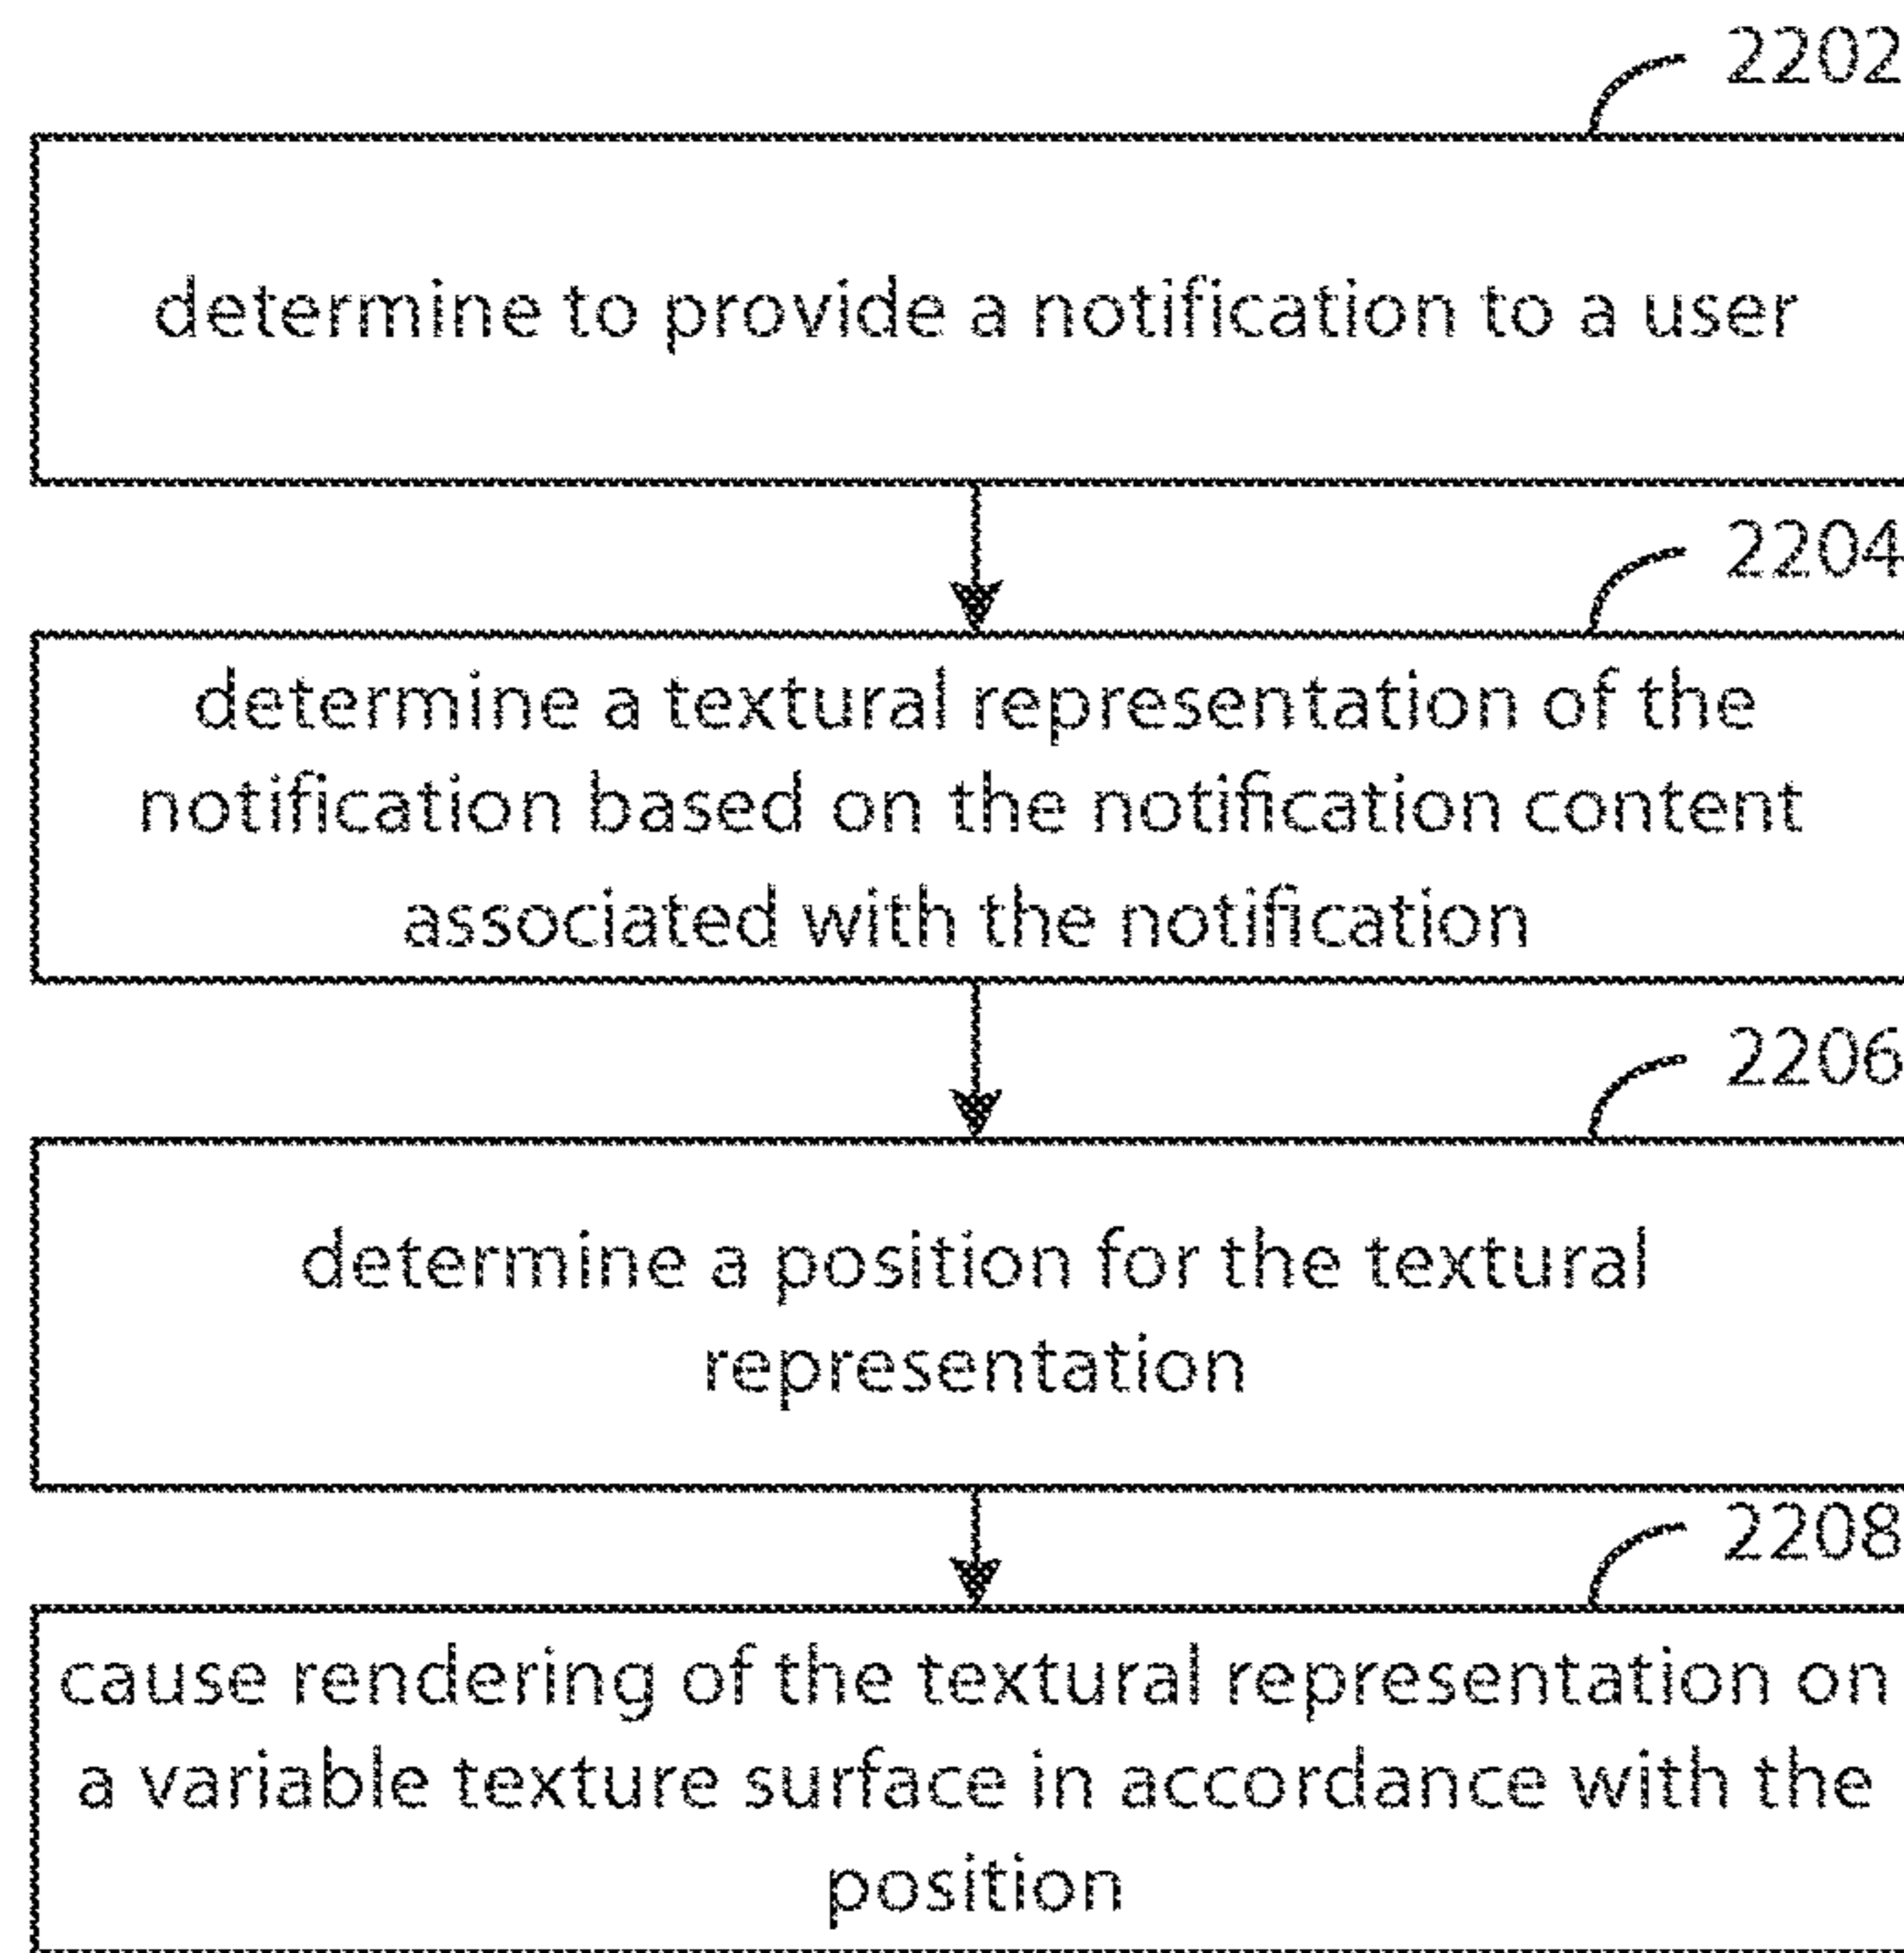 2202
determine to provide a notification to a user
2204
determine a textural representation of the
notification based on the notification content
associated with the notification
2206
determine a position for the textural
representation
2208
cause rendering of the textural representation on
a variable texture surface in accordance with the
position